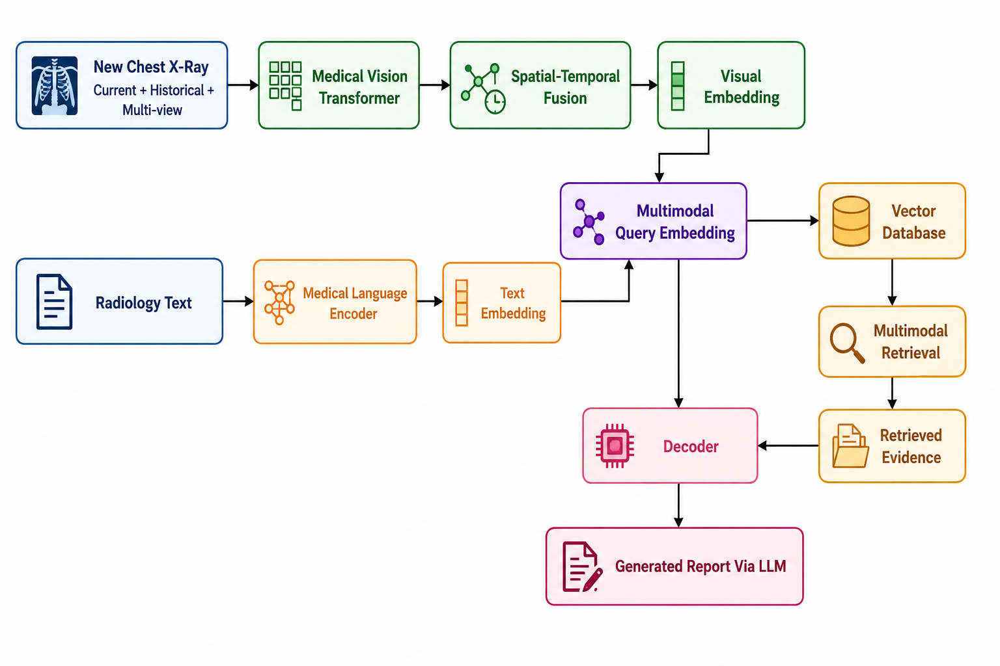 New Chest X-Ray
Current + Historical +
Multi-view
Medical Vision
Transformer
Spatial-Temporal
Fusion
Visual
Embedding
Multimodal
Query Embedding
Vector
Database
Radiology Text
Medical Language
Encoder
Text
Embedding
Multimodal
Retrieval
Decoder
Retrieved
Evidence
Generated Report Via LLM